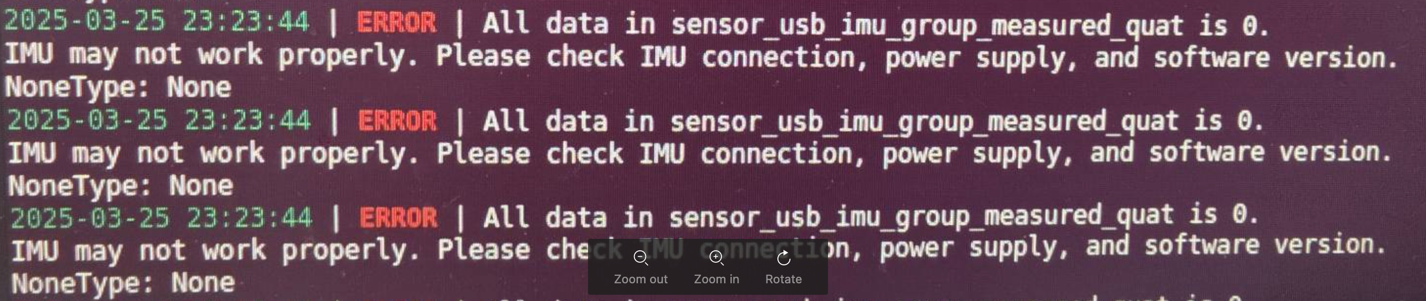 2025-03-25 23:23:44 | ERROR | All data in sensor_usb_imu_group_measured_quat is 0.
IMU may not work properly. Please check IMU connection, power supply, and software version.
NoneType: None
2025-03-25 23:23:44 | ERROR | All data in sensor_usb_imu_group_measured_quat is 0.
IMU may not work properly. Please check IMU connection, power supply, and software version.
NoneType: None
2025-03-25 23:23:44 | ERROR | All data in sensor_usb_imu_group_measured_quat is 0.
IMU may not work properly. Please check IMU connection, power supply, and software version.
NoneType: None
Zoom out Zoom in Rotate